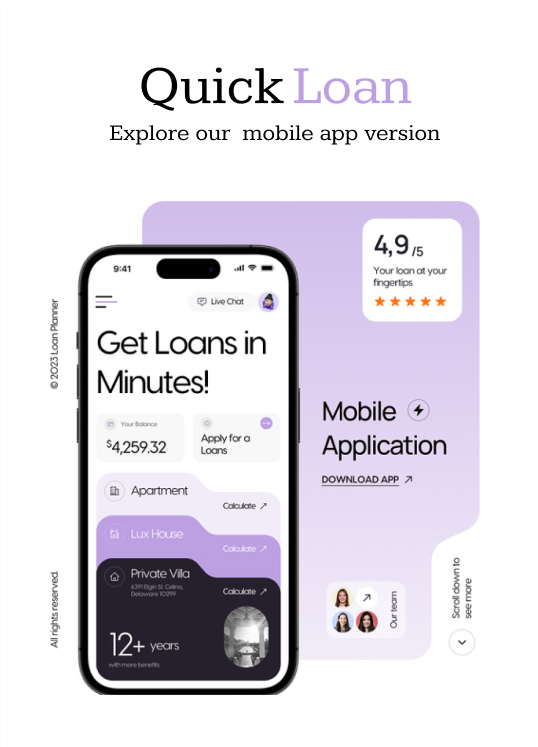 Quick Loan
Explore our mobile app version
4,9 /5
Your loan at your
fingertips
© 2023 Loan Planner
All rights reserved.
9:41
Live Chat
Get Loans in
Minutes!
Your Balance
$4,259.32
Apply for a
Loans
Apartment
Calculate
Lux House
Calculate
Private Villa
6391 Elgin St. Celina,
Delaware 10299
Calculate
12+ years
with more benefits
Mobile
Application
DOWNLOAD APP
Our team
Scroll down to
see more